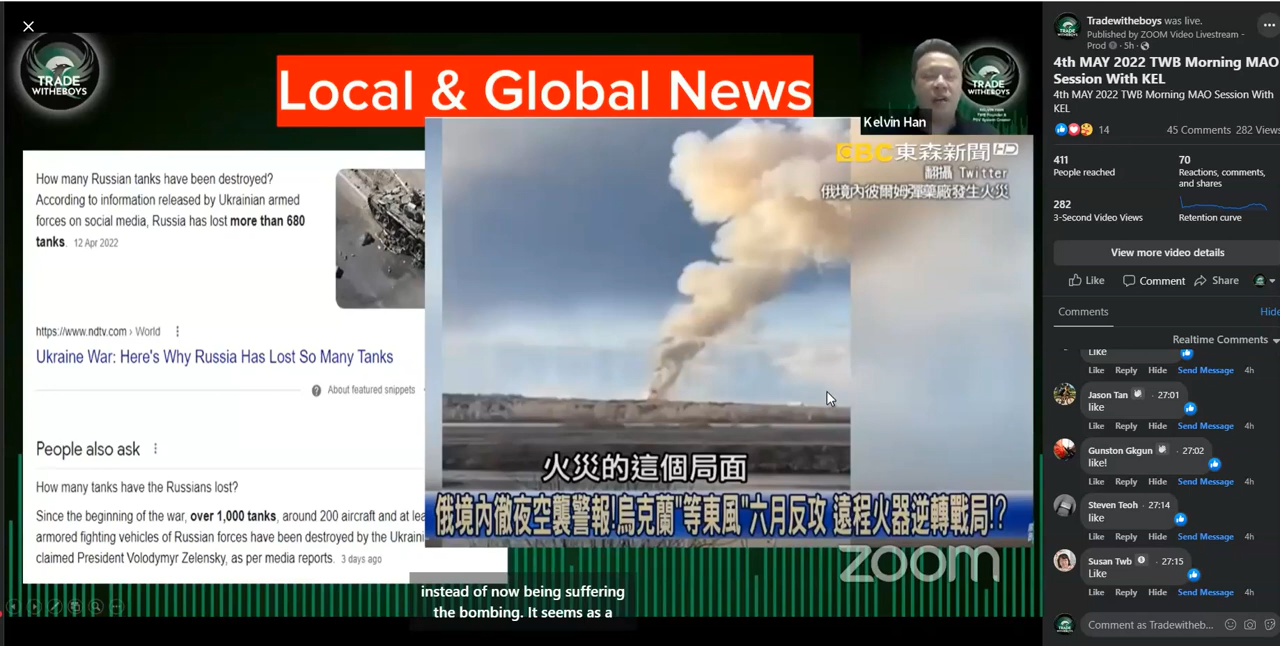 TRADE
WITHEBOYS
Local & Global News
TRADE
WITHEBOYS
Kelvin Han
How many Russian tanks have been destroyed?
According to information released by Ukrainian armed
forces on social media, Russia has lost more than 680
tanks. 12 Apr 2022
https://www.ndtv.com › World
Ukraine War: Here's Why Russia Has Lost So Many Tanks
About featured snippets
People also ask
How many tanks have the Russians lost?
Since the beginning of the war, over 1,000 tanks, around 200 aircraft and at lea
armored fighting vehicles of Russian forces have been destroyed by the Ukraini
claimed President Volodymyr Zelensky, as per media reports. 3 days ago
EBC 東森新聞 HD
翻攝 Twitter
俄境內彼爾姆彈藥廠發生火災
火災的這個局面
俄境內徹夜空襲警報!烏克蘭"等東風"六月反攻 遠程火器逆轉戰局!?
zoom
instead of now being suffering
the bombing. It seems as a
Tradewitheboys was live.
Published by ZOOM Video Livestream -
Prod · 5h ·
4th MAY 2022 TWB Morning MAO
Session With KEL
4th MAY 2022 TWB Morning MAO Session With
KEL
14
45 Comments 282 Views
411
People reached
70
Reactions, comments,
and shares
282
3-Second Video Views
Retention curve
View more video details
Like Comment Share
Comments
Hide
Realtime Comments
Like
Like Reply Hide Send Message 4h
Jason Tan · 27:01
like
Like Reply Hide Send Message 4h
Gunston Gkgun · 27:02
like!
Like Reply Hide Send Message 4h
Steven Teoh · 27:14
like
Like Reply Hide Send Message 4h
Susan Twb · 27:15
Like
Like Reply Hide Send Message 4h
Comment as Tradewitheb...